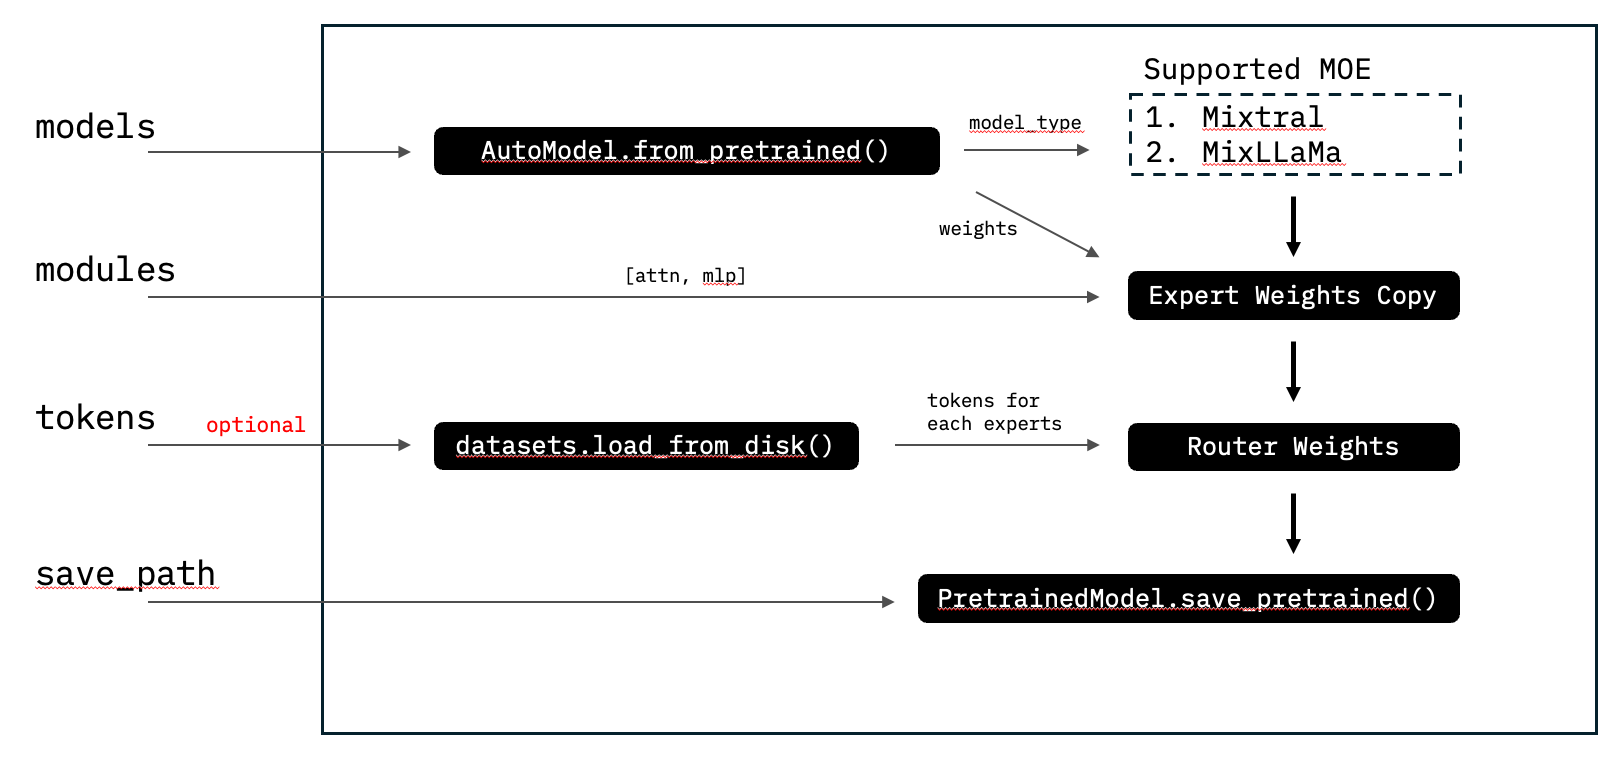 Supported MOE
models
AutoModel.from_pretrained()
model_type
1. Mixtral
2. MixLLaMa
weights
modules
[attn, mlp]
Expert Weights Copy
tokens
optional
datasets.load_from_disk()
tokens for
each experts
Router Weights
save_path
PretrainedModel.save_pretrained()